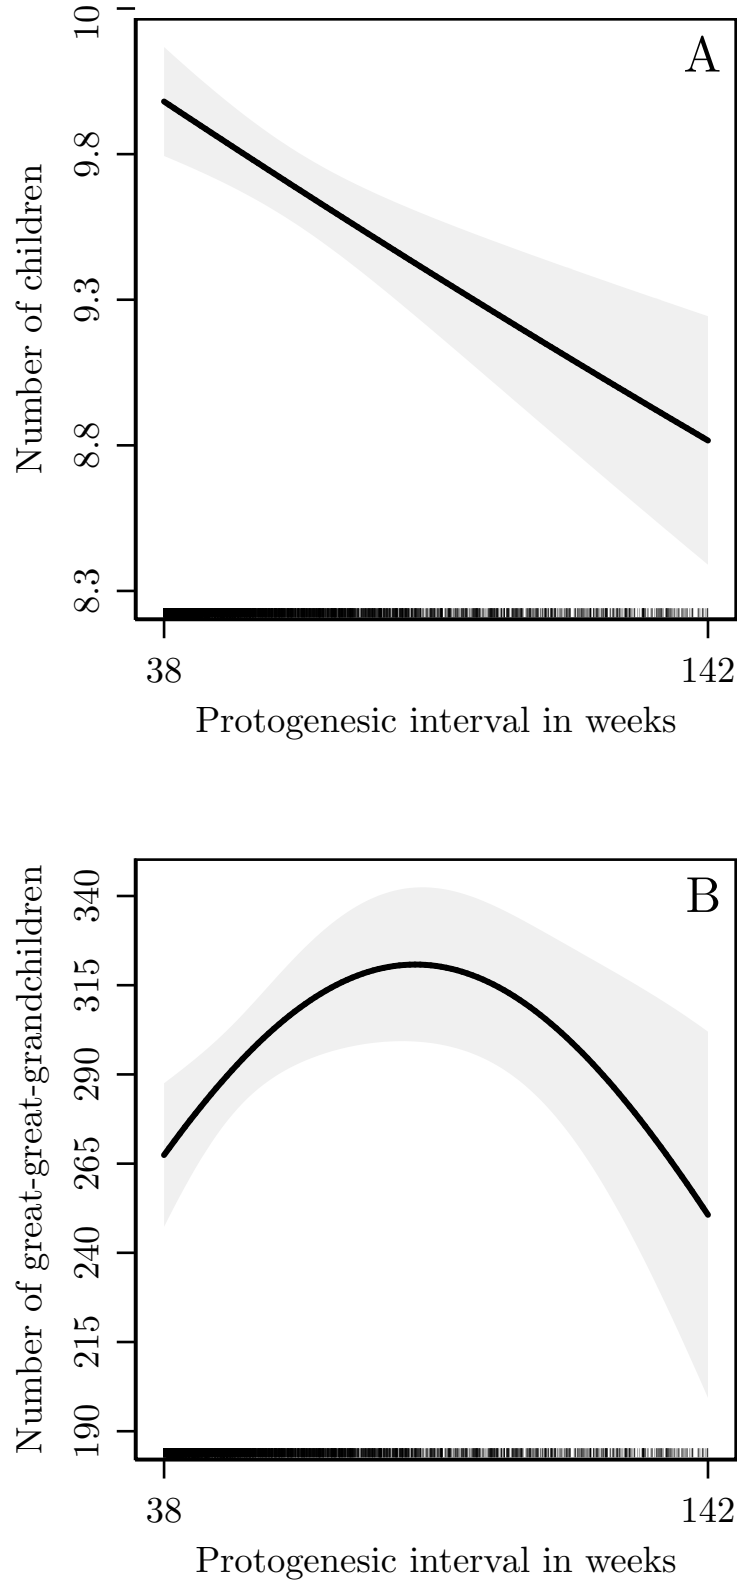 A
Number of children
10
9.8
9.3
8.8
8.3
38
142
Protogenesic interval in weeks
B
Number of great-great-grandchildren
340
315
290
265
240
215
190
38
142
Protogenesic interval in weeks